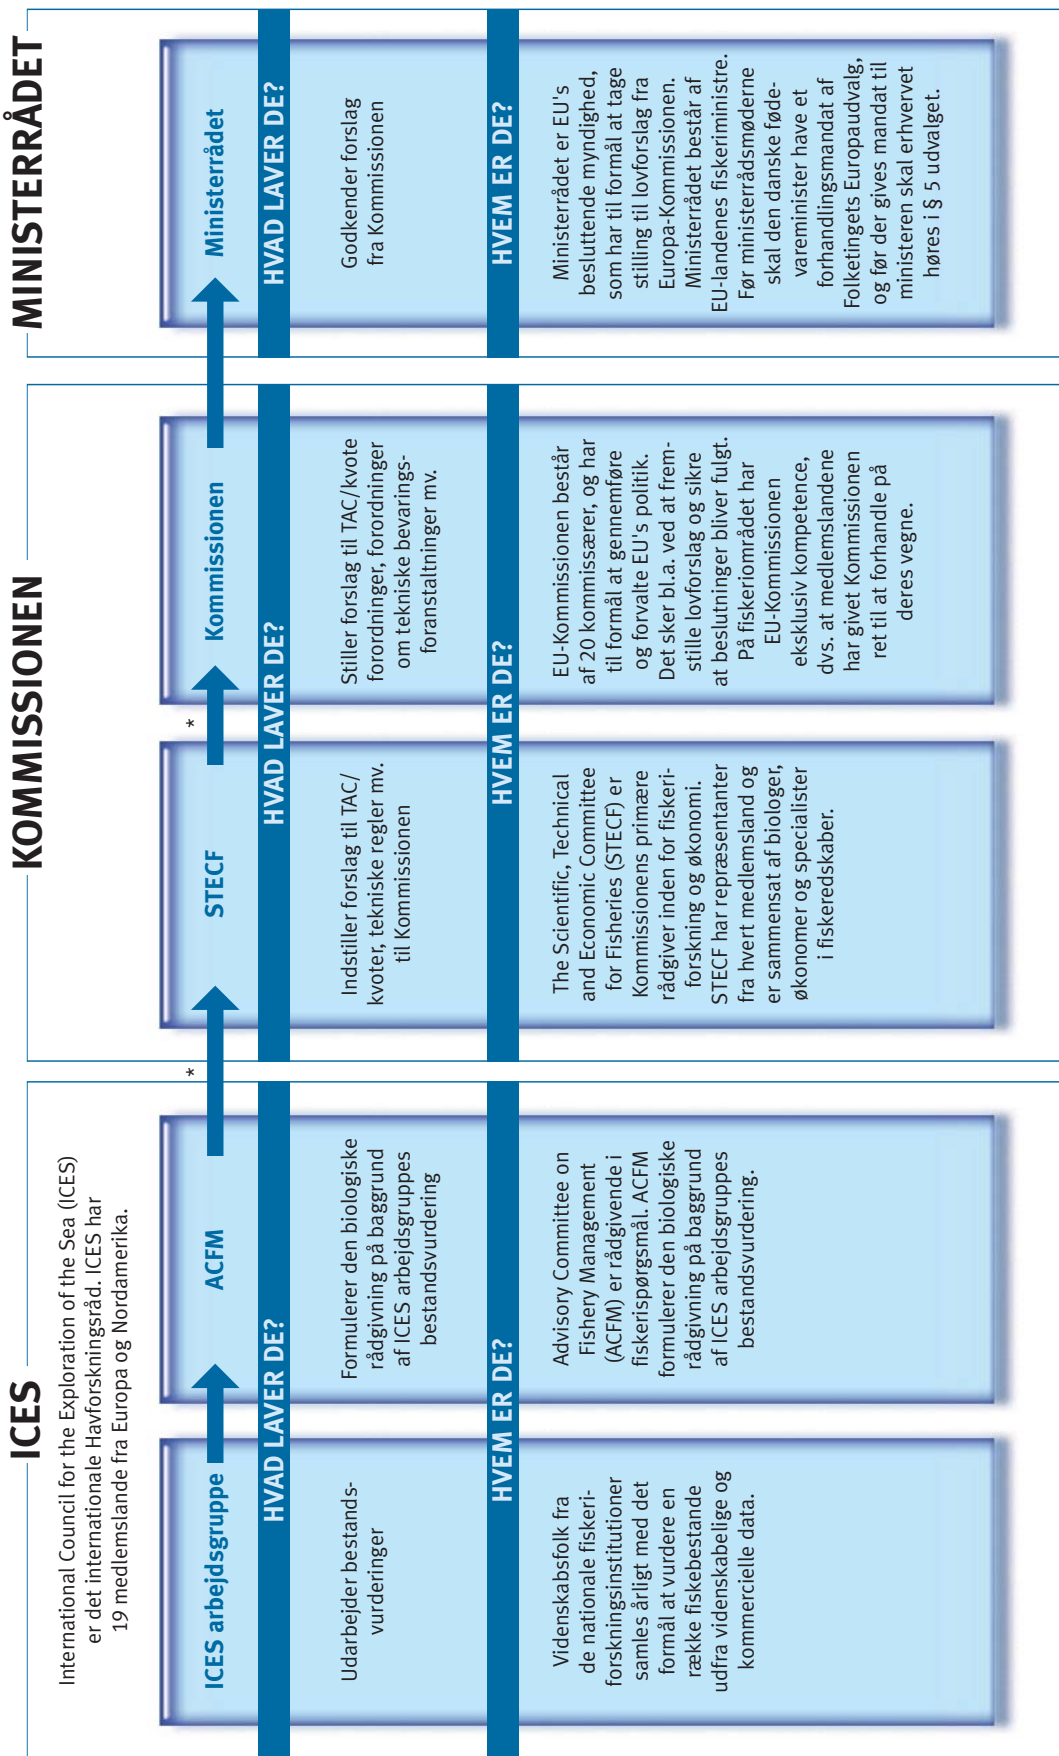 ICES
International Council for the Exploration of the Sea (ICES)
er det internationale Havforskningsråd. ICES har
19 medlemslande fra Europa og Nordamerika.
ICES arbejdsgruppe
ACFM
HVAD LAVER DE?
Udarbejder bestands-
vurderinger
Formulerer den biologiske
rådgivning på baggrund
af ICES arbejdsgruppes
bestandsvurdering
HVEM ER DE?
Videnskabsfolk fra
de nationale fiskeri-
forskningsinstitutioner
samles årligt med det
formål at vurdere en
række fiskebestande
udfra videnskabelige og
kommercielle data.
Advisory Committee on
Fishery Management
(ACFM) er rådgivende i
fiskerispørgsmål. ACFM
formulerer den biologiske
rådgivning på baggrund
af ICES arbejdsgruppes
bestandsvurdering.
*
KOMMISSIONEN
STECF
*
Kommissionen
HVAD LAVER DE?
Indstiller forslag til TAC/
kvoter, tekniske regler mv.
til Kommissionen
Stiller forslag til TAC/kvote
forordninger, forordninger
om tekniske bevarings-
foranstaltninger mv.
HVEM ER DE?
The Scientific, Technical
and Economic Committee
for Fisheries (STECF) er
Kommissionens primære
rådgiver inden for fiskeri-
forskning og økonomi.
STECF har repræsentanter
fra hvert medlemsland og
er sammensat af biologer,
økonomer og specialister
i fiskeredskaber.
EU-Kommissionen består
af 20 kommissærer, og har
til formål at gennemføre
og forvalte EU's politik.
Det sker bl.a. ved at frem-
stille lovforslag og sikre
at beslutninger bliver fulgt.
På fiskeriområdet har
EU-Kommissionen
eksklusiv kompetence,
dvs. at medlemslandene
har givet Kommissionen
ret til at forhandle på
deres vegne.
MINISTERRÅDET
Ministerrådet
HVAD LAVER DE?
Godkender forslag
fra Kommissionen
HVEM ER DE?
Ministerrådet er EU's
besluttende myndighed,
som har til formål at tage
stilling til lovforslag fra
Europa-Kommissionen.
Ministerrådet består af
EU-landenes fiskeriministre.
Før ministerrådsmøderne
skal den danske føde-
vareminister have et
forhandlingsmandat af
Folketingets Europaudvalg,
og før der gives mandat til
ministeren skal erhvervet
høres i § 5 udvalget.